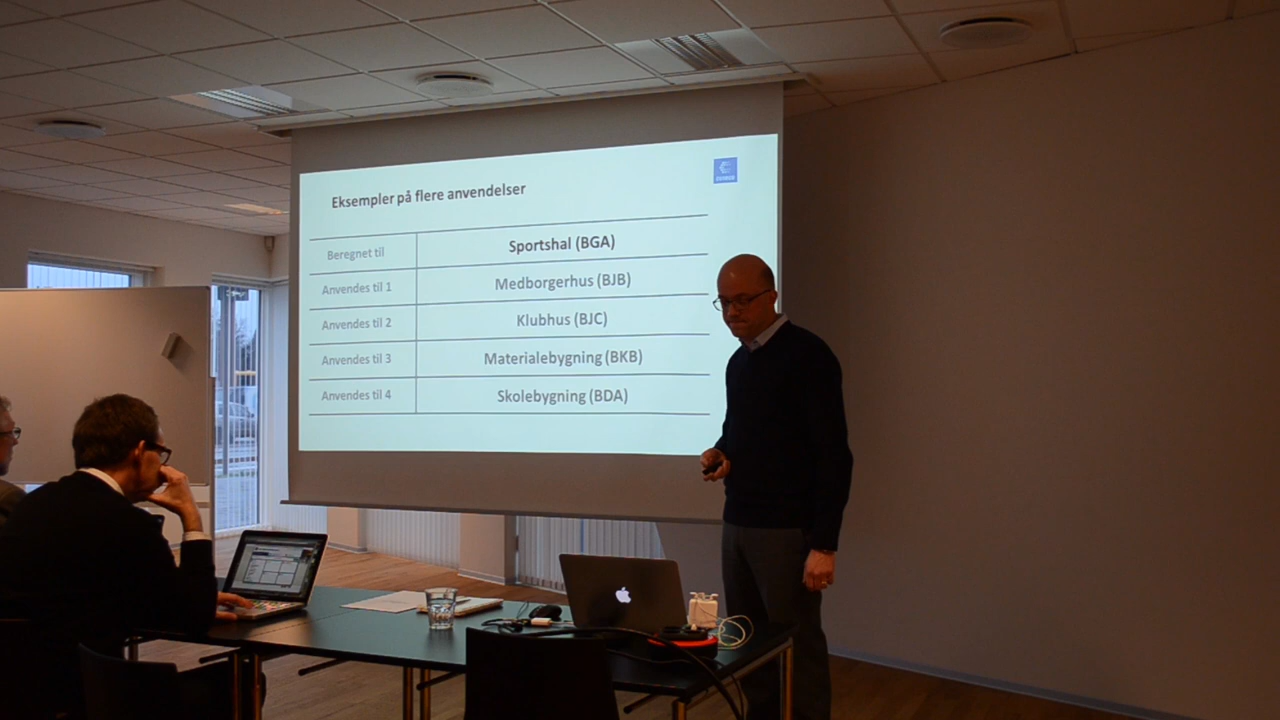 Eksempler på flere anvendelser
Beregnet til Sportshal (BGA)
Anvendes til 1 Medborgerhus (BJB)
Anvendes til 2 Klubhus (BJC)
Anvendes til 3 Materialebygning (BKB)
Anvendes til 4 Skolebygning (BDA)